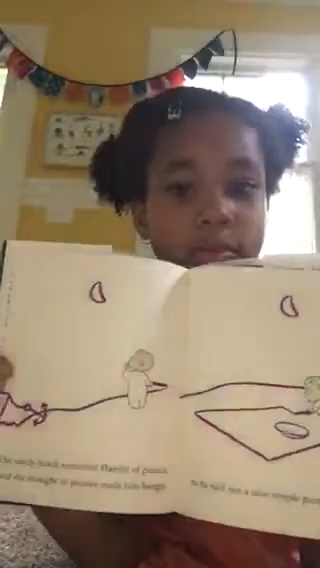 The sandy beach reminded Harold of picnics.
And the thought of picnics made him hungry.
So he laid out a nice simple picnic